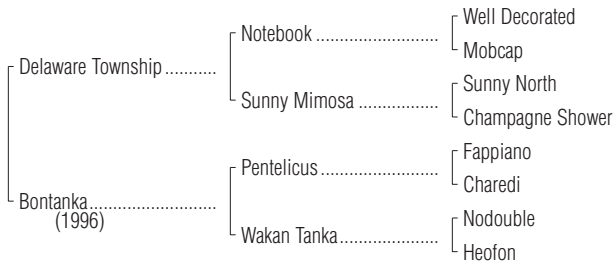 Well Decorated
Notebook ........................
Mobcap
Delaware Township ..........
Sunny North
Sunny Mimosa ................
Champagne Shower
Fappiano
Pentelicus ......................
Charedi
Bontanka.........................
(1996)
Nodouble
Wakan Tanka...................
Heofon